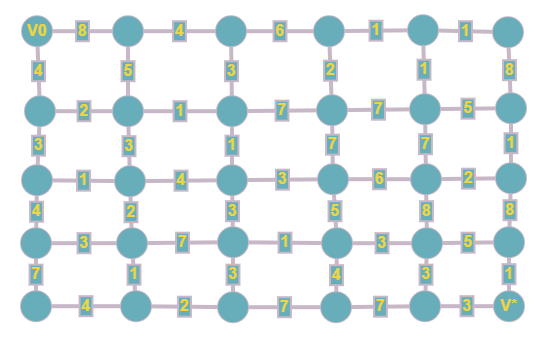 V0 8 4 6 1 1
4 5 3 2 1 8
2 1 7 7 5
3 3 1 7 7 1
1 4 3 6 2
4 2 3 5 8 8
3 7 1 3 5
7 1 3 4 3 1
4 2 7 7 3 V*